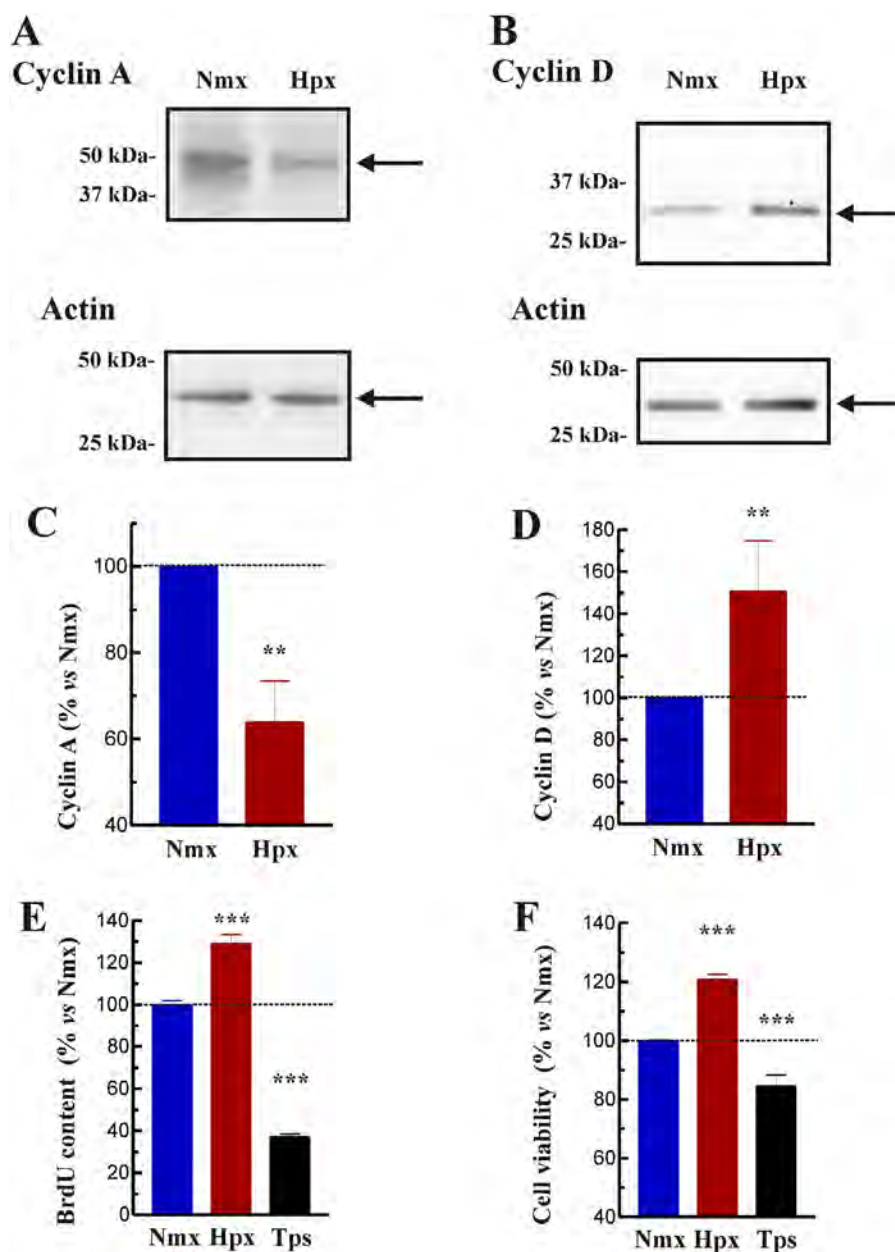 A
Cyclin A
Nmx Hpx
50 kDa-
37 kDa-
Actin
50 kDa-
25 kDa-
B
Cyclin D
Nmx Hpx
37 kDa-
25 kDa-
Actin
50 kDa-
25 kDa-
C
Cyclin A (% vs Nmx)
100
80
60
40
**
Nmx Hpx
D
Cyclin D (% vs Nmx)
180
160
140
120
100
80
60
40
**
Nmx Hpx
E
BrdU content (% vs Nmx)
140
120
100
80
60
40
20
0
***
***
Nmx Hpx Tps
F
Cell viability (% vs Nmx)
140
120
100
80
60
40
***
***
Nmx Hpx Tps